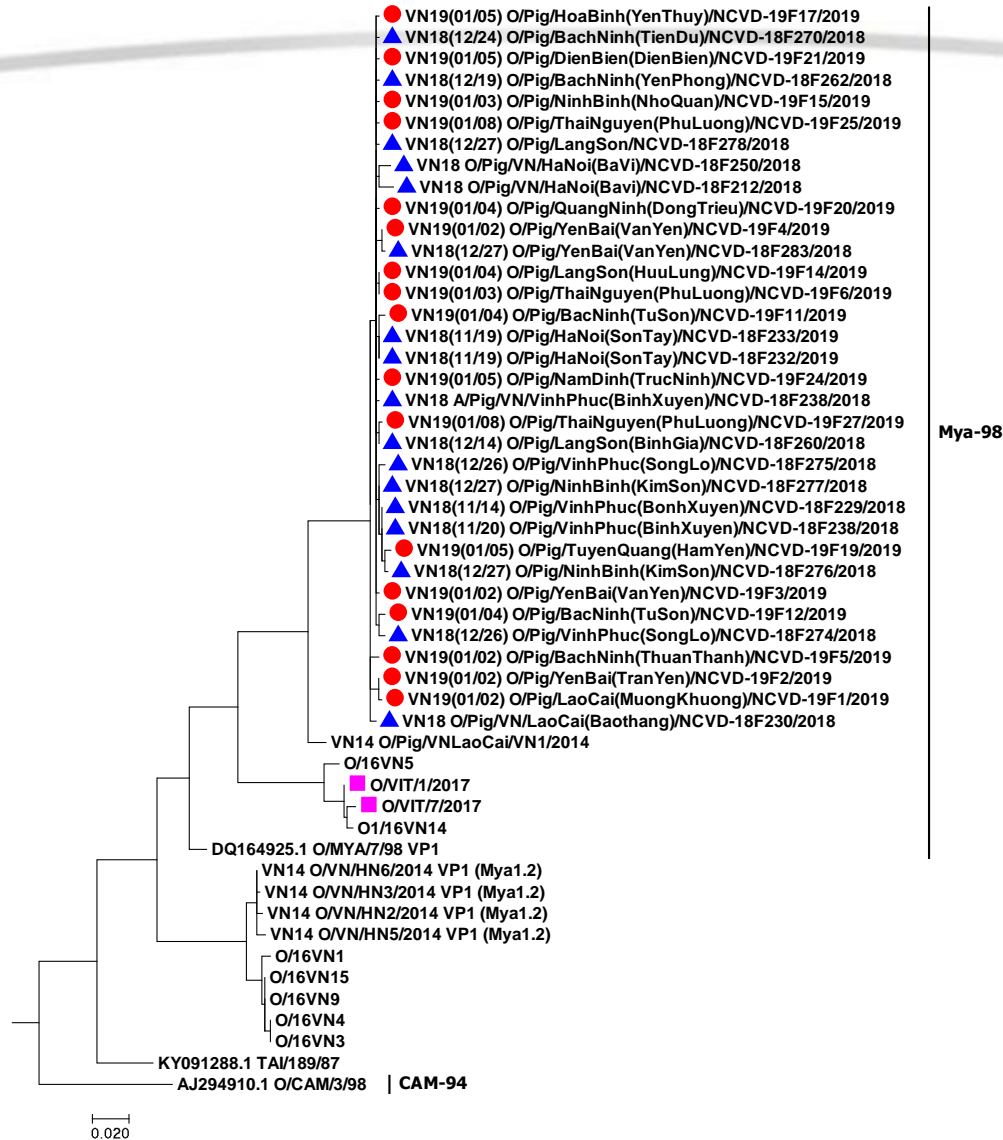 VN19(01/05) O/Pig/HoaBinh(YenThuy)/NCVD-19F17/2019
VN18(12/24) O/Pig/BachNinh(TienDu)/NCVD-18F270/2018
VN19(01/05) O/Pig/DienBien(DienBien)/NCVD-19F21/2019
VN18(12/19) O/Pig/BachNinh(YenPhong)/NCVD-18F262/2018
VN19(01/03) O/Pig/NinhBinh(NhoQuan)/NCVD-19F15/2019
VN19(01/08) O/Pig/ThaiNguyen(PhuLuong)/NCVD-19F25/2019
VN18(12/27) O/Pig/LangSon/NCVD-18F278/2018
VN18 O/Pig/VN/HaNoi(BaVi)/NCVD-18F250/2018
VN18 O/Pig/VN/HaNoi(Bavi)/NCVD-18F212/2018
VN19(01/04) O/Pig/QuangNinh(DongTrieu)/NCVD-19F20/2019
VN19(01/02) O/Pig/YenBai(VanYen)/NCVD-19F4/2019
VN18(12/27) O/Pig/YenBai(VanYen)/NCVD-18F283/2018
VN19(01/04) O/Pig/LangSon(HuuLung)/NCVD-19F14/2019
VN19(01/03) O/Pig/ThaiNguyen(PhuLuong)/NCVD-19F6/2019
VN19(01/04) O/Pig/BacNinh(TuSon)/NCVD-19F11/2019
VN18(11/19) O/Pig/HaNoi(SonTay)/NCVD-18F233/2019
VN18(11/19) O/Pig/HaNoi(SonTay)/NCVD-18F232/2019
VN19(01/05) O/Pig/NamDinh(TrucNinh)/NCVD-19F24/2019
VN18 A/Pig/VN/VinhPhuc(BinhXuyen)/NCVD-18F238/2018
VN19(01/08) O/Pig/ThaiNguyen(PhuLuong)/NCVD-19F27/2019
Mya-98
VN18(12/14) O/Pig/LangSon(BinhGia)/NCVD-18F260/2018
VN18(12/26) O/Pig/VinhPhuc(SongLo)/NCVD-18F275/2018
VN18(12/27) O/Pig/NinhBinh(KimSon)/NCVD-18F277/2018
VN18(11/14) O/Pig/VinhPhuc(BonhXuyen)/NCVD-18F229/2018
VN18(11/20) O/Pig/VinhPhuc(BinhXuyen)/NCVD-18F238/2018
VN19(01/05) O/Pig/TuyenQuang(HamYen)/NCVD-19F19/2019
VN18(12/27) O/Pig/NinhBinh(KimSon)/NCVD-18F276/2018
VN19(01/02) O/Pig/YenBai(VanYen)/NCVD-19F3/2019
VN19(01/04) O/Pig/BacNinh(TuSon)/NCVD-19F12/2019
VN18(12/26) O/Pig/VinhPhuc(SongLo)/NCVD-18F274/2018
VN19(01/02) O/Pig/BachNinh(ThuanThanh)/NCVD-19F5/2019
VN19(01/02) O/Pig/YenBai(TranYen)/NCVD-19F2/2019
VN19(01/02) O/Pig/LaoCai(MuongKhuong)/NCVD-19F1/2019
VN18 O/Pig/VN/LaoCai(Baothang)/NCVD-18F230/2018
VN14 O/Pig/VNLaoCai/VN1/2014
O/16VN5
O/VIT/1/2017
O/VIT/7/2017
O1/16VN14
DQ164925.1 O/MYA/7/98 VP1
VN14 O/VN/HN6/2014 VP1 (Mya1.2)
VN14 O/VN/HN3/2014 VP1 (Mya1.2)
VN14 O/VN/HN2/2014 VP1 (Mya1.2)
VN14 O/VN/HN5/2014 VP1 (Mya1.2)
O/16VN1
O/16VN15
O/16VN9
O/16VN4
O/16VN3
KY091288.1 TAI/189/87
AJ294910.1 O/CAM/3/98 | CAM-94
0.020